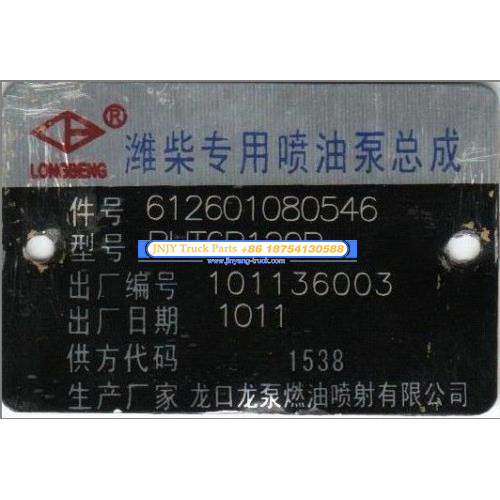 ®
LONGBENG
潍柴专用喷油泵总成
件号 612601080546
型号
JNJY Truck Parts +86 18754130588
www.jinyang-truck.com
出厂编号 101136003
出厂日期 1011
供方代码 1538
生产厂家 龙口龙泵燃油喷射有限公司